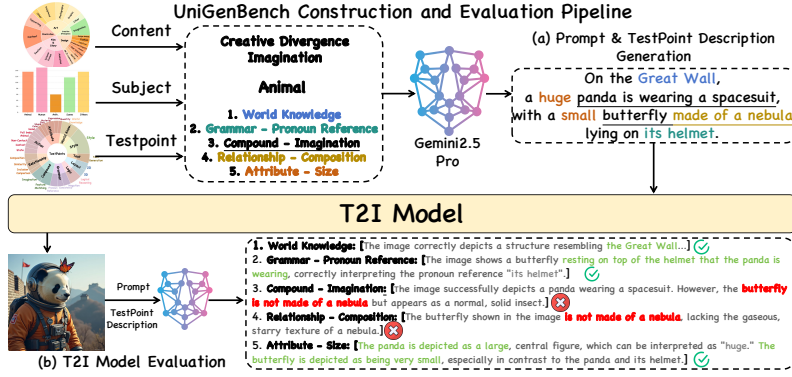 UniGenBench Construction and Evaluation Pipeline
Content
Subject
Testpoint
Creative Divergence
Imagination
Animal
1. World Knowledge
2. Grammar - Pronoun Reference
3. Compound - Imagination
4. Relationship - Composition
5. Attribute - Size
Gemini2.5
Pro
(a) Prompt & TestPoint Description
Generation
On the Great Wall,
a huge panda is wearing a spacesuit,
with a small butterfly made of a nebula
lying on its helmet.
T2I Model
Prompt
TestPoint
Description
(b) T2I Model Evaluation
1. World Knowledge: [The image correctly depicts a structure resembling the Great Wall...]
2. Grammar - Pronoun Reference: [The image shows a butterfly resting on top of the helmet that the panda is
wearing, correctly interpreting the pronoun reference "its helmet".]
3. Compound - Imagination: [The image successfully depicts a panda wearing a spacesuit. However, the butterfly
is not made of a nebula but appears as a normal, solid insect.]
4. Relationship - Composition: [The butterfly shown in the image is not made of a nebula, lacking the gaseous,
starry texture of a nebula.]
5. Attribute - Size: [The panda is depicted as a large, central figure, which can be interpreted as "huge." The
butterfly is depicted as being very small, especially in contrast to the panda and its helmet.]